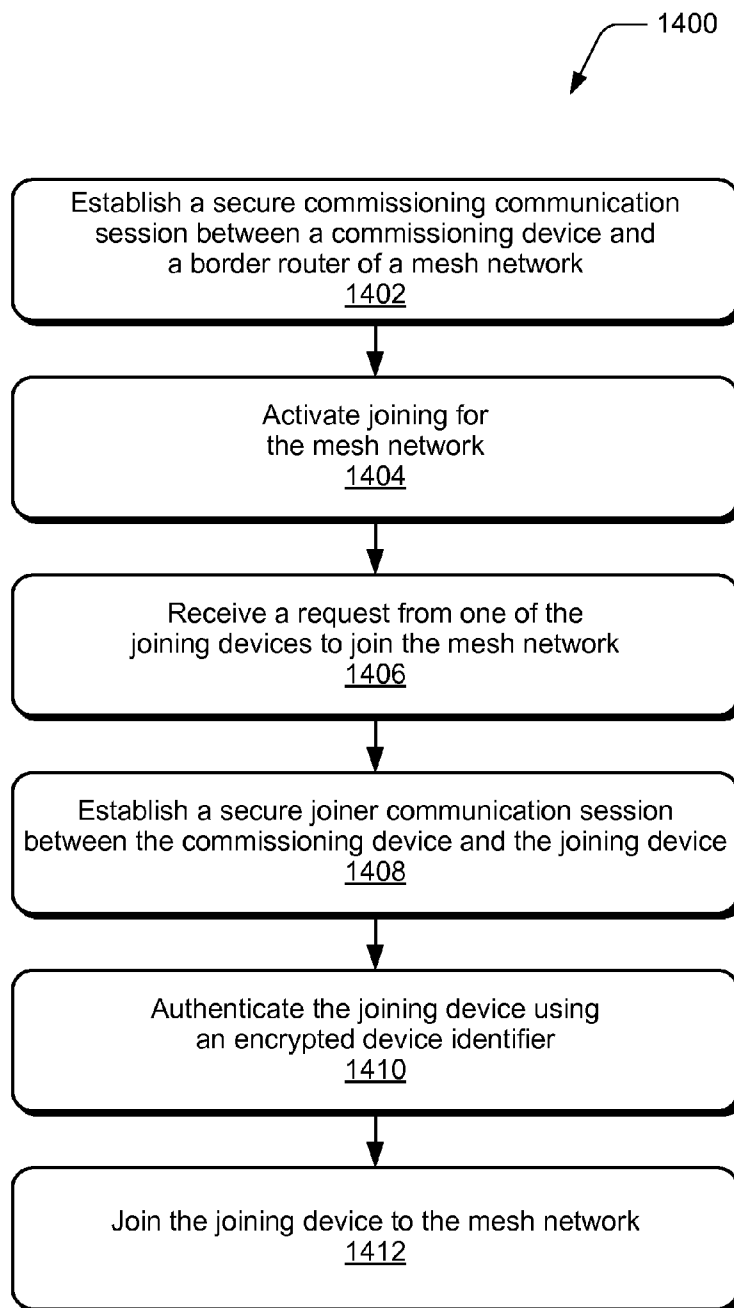 1400
Establish a secure commissioning communication
session between a commissioning device and
a border router of a mesh network
1402
Activate joining for
the mesh network
1404
Receive a request from one of the
joining devices to join the mesh network
1406
Establish a secure joiner communication session
between the commissioning device and the joining device
1408
Authenticate the joining device using
an encrypted device identifier
1410
Join the joining device to the mesh network
1412